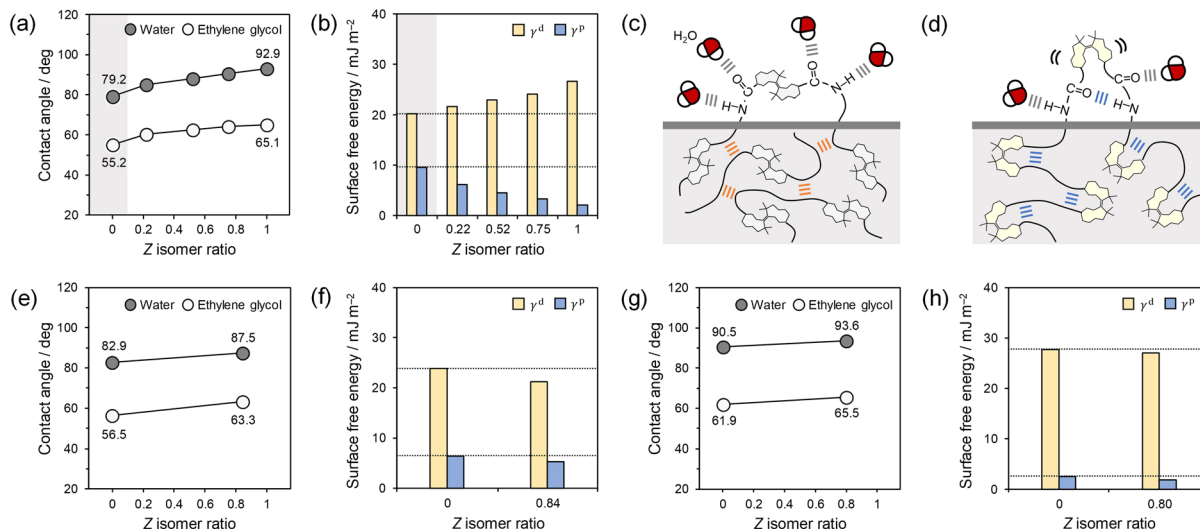 (a)
Contact angle / deg
120
100
80
60
40
20
Water
Ethylene glycol
79.2
92.9
55.2
65.1
0 0.2 0.4 0.6 0.8 1
Z isomer ratio
(b)
Surface free energy / mJ m⁻²
40
30
20
10
0
γᵈ
γᵖ
0 0.22 0.52 0.75 1
Z isomer ratio
(c)
H₂O
O
C
N
H
O
C
N
H
(d)
C
O
H
N
C
O
H
N
(e)
Contact angle / deg
120
100
80
60
40
20
Water
Ethylene glycol
82.9
87.5
56.5
63.3
0 0.2 0.4 0.6 0.8 1
Z isomer ratio
(f)
Surface free energy / mJ m⁻²
40
30
20
10
0
γᵈ
γᵖ
0 0.84
Z isomer ratio
(g)
Contact angle / deg
120
100
80
60
40
20
Water
Ethylene glycol
90.5
93.6
61.9
65.5
0 0.2 0.4 0.6 0.8 1
Z isomer ratio
(h)
Surface free energy / mJ m⁻²
40
30
20
10
0
γᵈ
γᵖ
0 0.80
Z isomer ratio